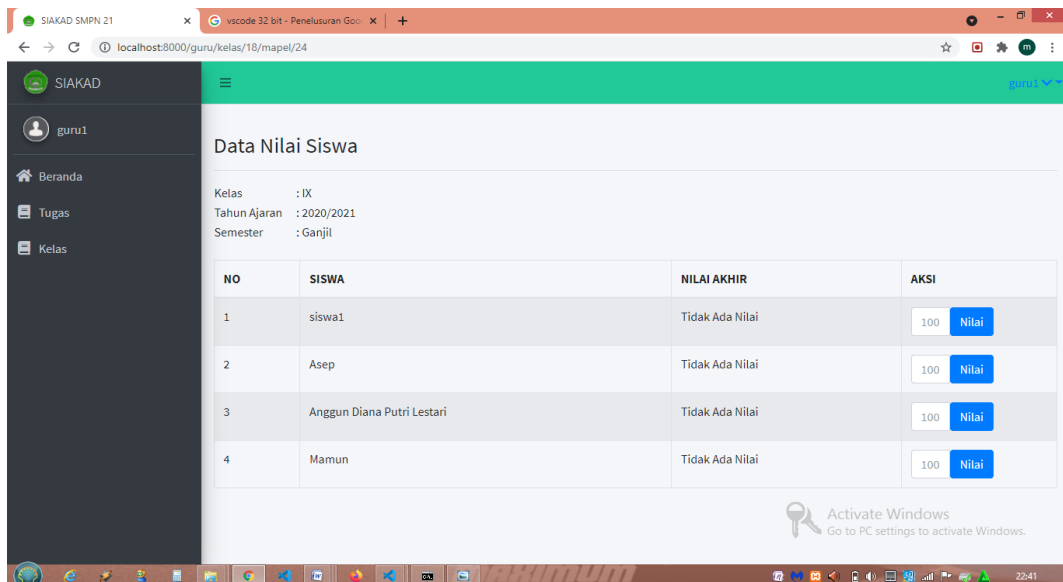 SIAKAD SMPN 21
vscode 32 bit - Penelusuran Goo
localhost:8000/guru/kelas/18/mapel/24
m
SIAKAD
guru1
guru1
Beranda
Tugas
Kelas
Data Nilai Siswa
Kelas : IX
Tahun Ajaran : 2020/2021
Semester : Ganjil
NO SISWA NILAI AKHIR AKSI
1 siswa1 Tidak Ada Nilai 100 Nilai
2 Asep Tidak Ada Nilai 100 Nilai
3 Anggun Diana Putri Lestari Tidak Ada Nilai 100 Nilai
4 Mamun Tidak Ada Nilai 100 Nilai
Activate Windows
Go to PC settings to activate Windows.
22:41